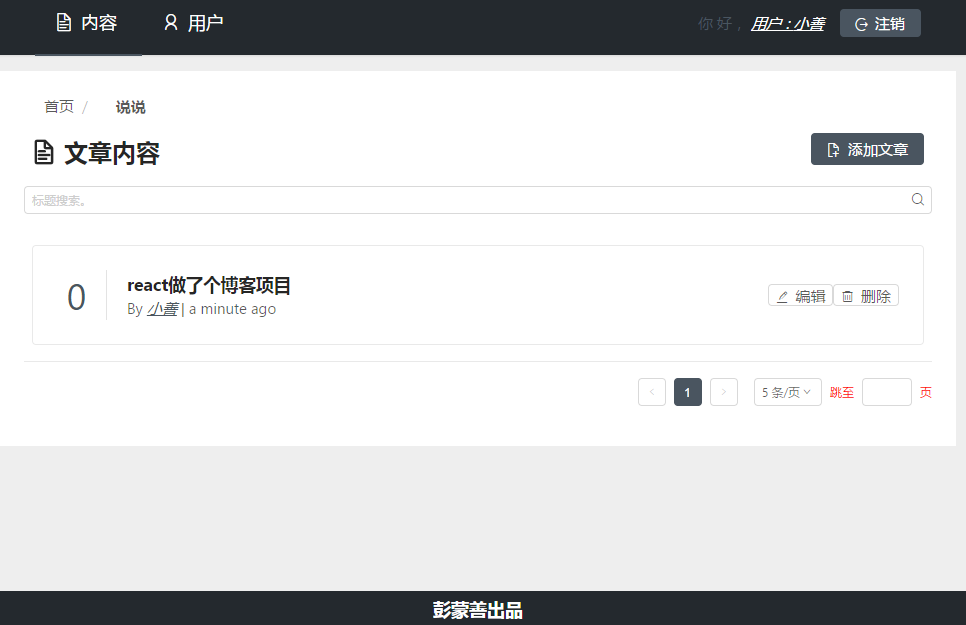 内容 用户 你 好 , 用户 : 小善 注销
首页 / 说说
文章内容 添加文章
标题搜索。
0 react做了个博客项目
By 小善 | a minute ago
编辑 删除
< 1 > 5 条/页 跳至 页
彭蒙善出品